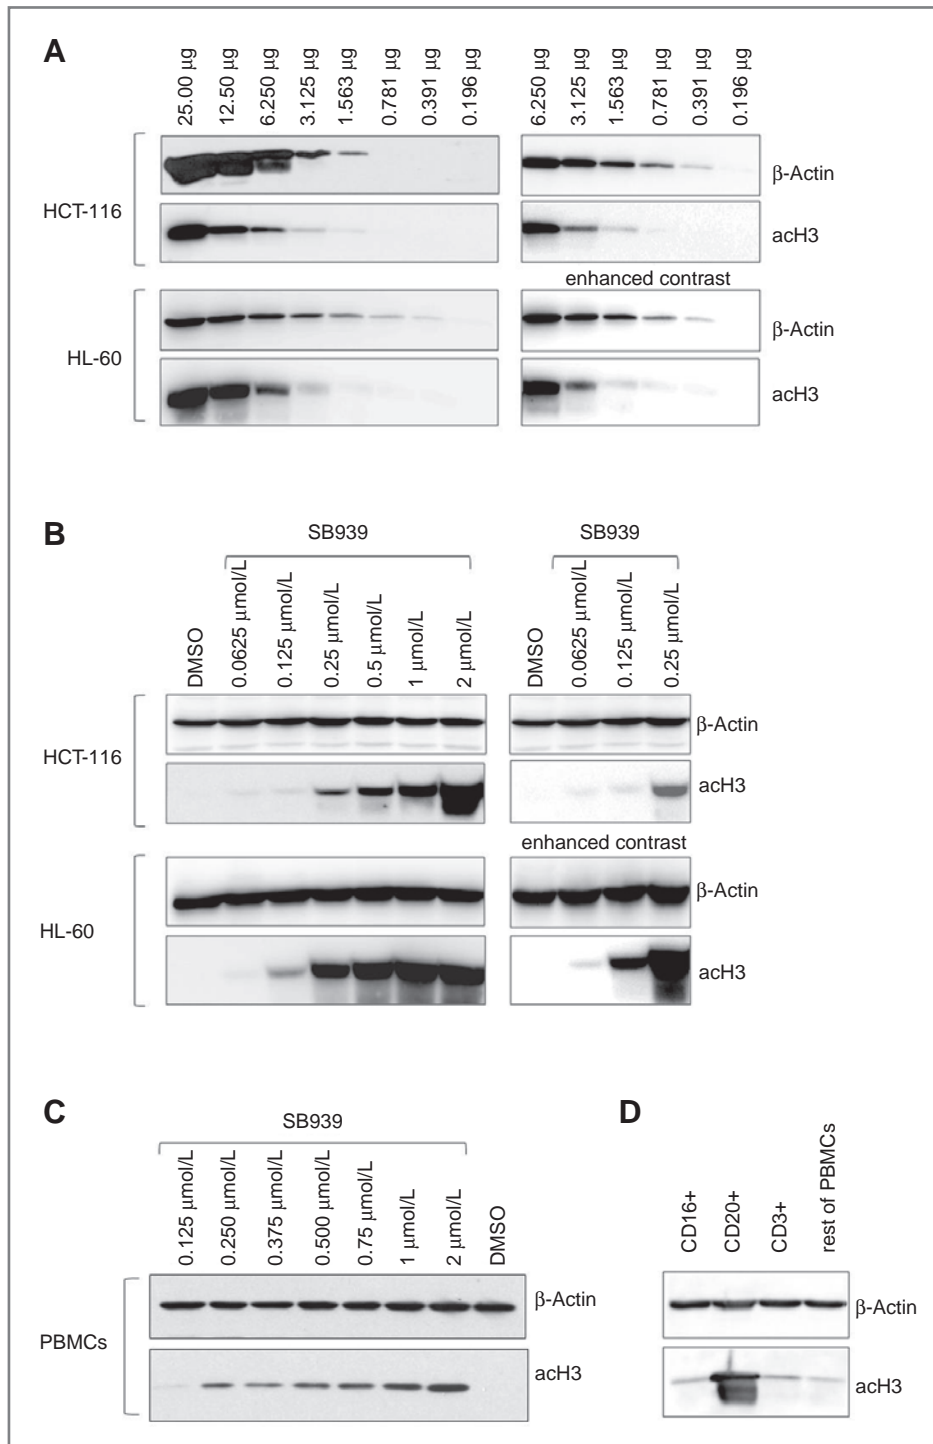 A
25.00 μg
12.50 μg
6.250 μg
3.125 μg
1.563 μg
0.781 μg
0.391 μg
0.196 μg
6.250 μg
3.125 μg
1.563 μg
0.781 μg
0.391 μg
0.196 μg
HCT-116
β-Actin
acH3
enhanced contrast
HL-60
β-Actin
acH3
B
SB939
SB939
DMSO
0.0625 μmol/L
0.125 μmol/L
0.25 μmol/L
0.5 μmol/L
1 μmol/L
2 μmol/L
DMSO
0.0625 μmol/L
0.125 μmol/L
0.25 μmol/L
HCT-116
β-Actin
acH3
enhanced contrast
HL-60
β-Actin
acH3
C
SB939
0.125 μmol/L
0.250 μmol/L
0.375 μmol/L
0.500 μmol/L
0.75 μmol/L
1 μmol/L
2 μmol/L
DMSO
PBMCs
β-Actin
acH3
D
CD16+
CD20+
CD3+
rest of PBMCs
β-Actin
acH3